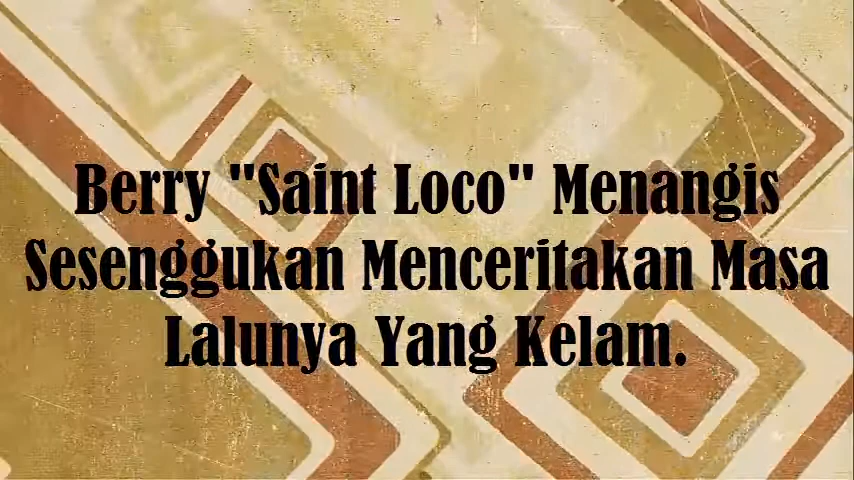 Berry "Saint Loco" Menangis
Sesenggukan Menceritakan Masa
Lalunya Yang Kelam.